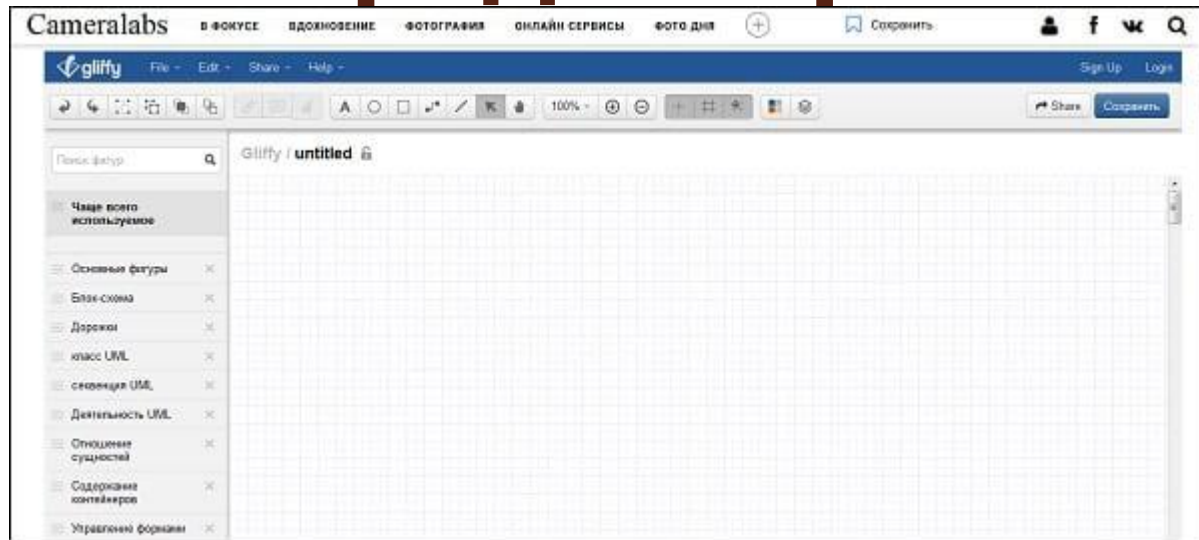 Cameralabs В ФОКУСЕ ВДОХНОВЕНИЕ ФОТОГРАФИЯ ОНЛАЙН СЕРВИСЫ ФОТО ДНЯ Сохранить
gliffy File Edit Share Help Sign Up Login
A 100% Share Сохранить
Поиск фигур Gliffy / untitled
Чаще всего
используемое
Основные фигуры
Блок-схема
Дорожки
класс UML
секвенция UML
Деятельность UML
Отношение
сущностей
Содержание
контейнеров
Управление формами